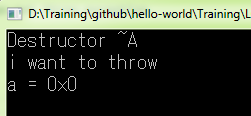 D:\Training\github\hello-world\Training\L
Destructor ~A
i want to throw
a = 0x0